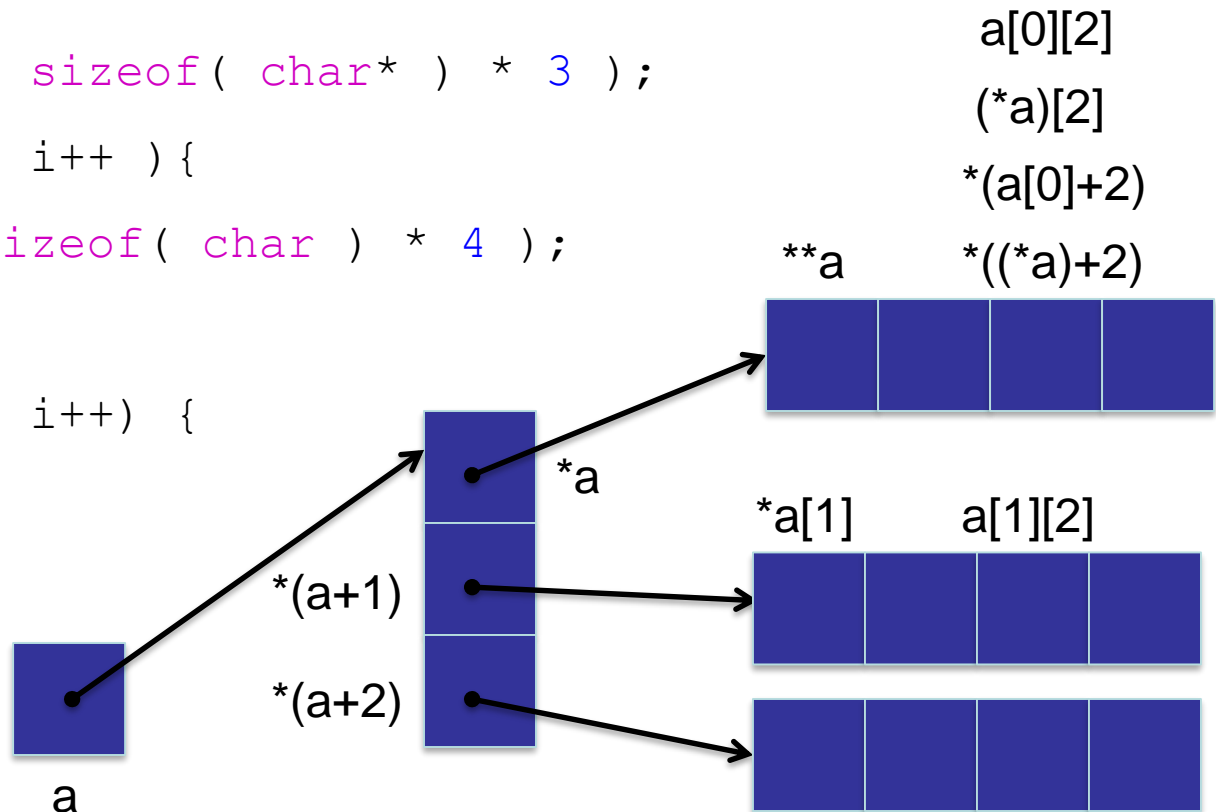 sizeof( char* ) * 3 );
i++ ){
izeof( char ) * 4 );
i++) {
a[0][2]
(*a)[2]
*(a[0]+2)
**a *((*a)+2)
*a
*a[1] a[1][2]
*(a+1)
*(a+2)
a